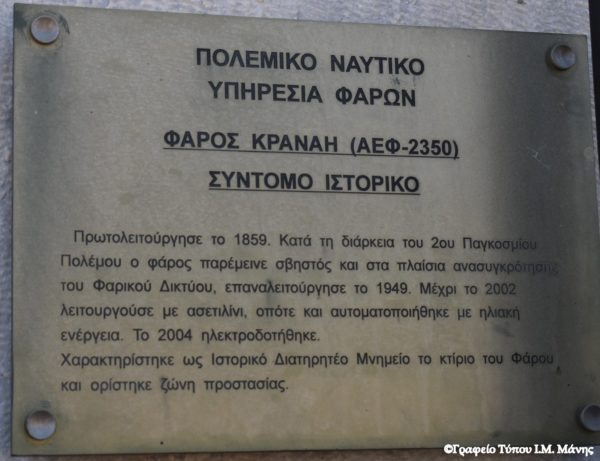 ΠΟΛΕΜΙΚΟ ΝΑΥΤΙΚΟ
ΥΠΗΡΕΣΙΑ ΦΑΡΩΝ
ΦΑΡΟΣ ΚΡΑΝΑΗ (ΑΕΦ-2350)
ΣΥΝΤΟΜΟ ΙΣΤΟΡΙΚΟ
Πρωτολειτούργησε το 1859. Κατά τη διάρκεια του 2ου Παγκοσμίου
Πολέμου ο φάρος παρέμεινε σβηστός και στα πλαίσια ανασυγκρότησης
του Φαρικού Δικτύου, επαναλειτούργησε το 1949. Μέχρι το 2002
λειτουργούσε με ασετιλίνι, οπότε και αυτοματοποιήθηκε με ηλιακή
ενέργεια. Το 2004 ηλεκτροδοτήθηκε.
Χαρακτηρίστηκε ως Ιστορικό Διατηρητέο Μνημείο το κτίριο του Φάρου
και ορίστηκε ζώνη προστασίας.
©Γραφείο Τύπου Ι.Μ. Μάνης